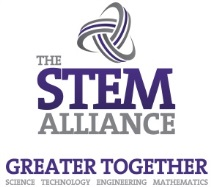 THE
STEM
ALLIANCE
GREATER TOGETHER
SCIENCE TECHNOLOGY ENGINEERING MATHEMATICS